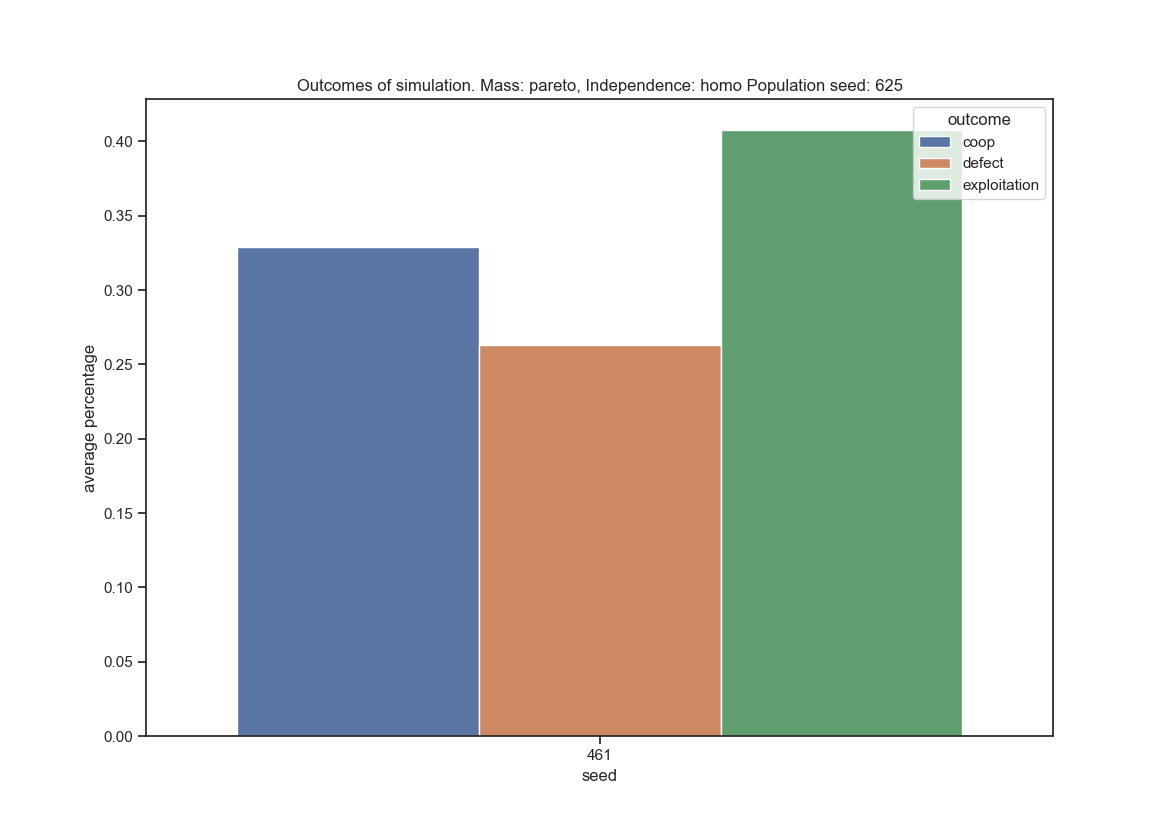 Outcomes of simulation. Mass: pareto, Independence: homo Population seed: 625
outcome
coop
defect
exploitation
0.40
0.35
0.30
0.25
0.20
0.15
0.10
0.05
0.00
average percentage
461
seed